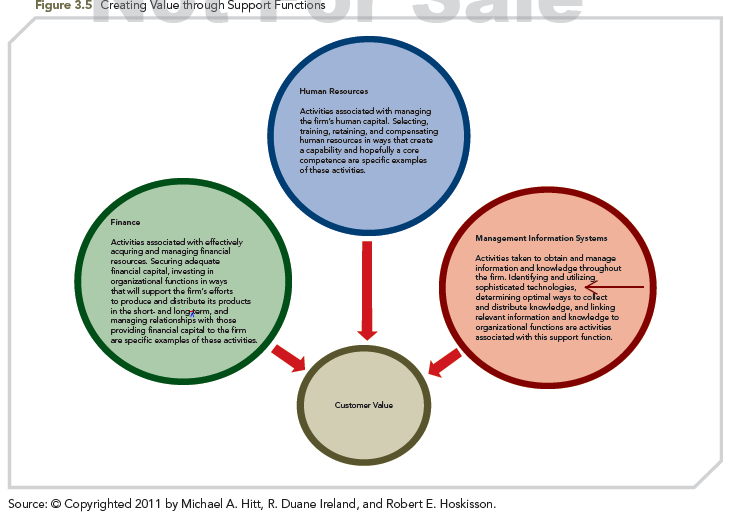 Not For Sale
Figure 3.5 Creating Value through Support Functions
Human Resources
Activities associated with managing
the firm's human capital. Selecting,
training, retaining, and compensating
human resources in ways that create
a capability and hopefully a core
competence are specific examples
of these activities.
Finance
Activities associated with effectively
acquring and managing financial
resources. Securing adequate
financial capital, investing in
organizational functions in ways
that will support the firm's efforts
to produce and distribute its products
in the short- and long-term, and
managing relationships with those
providing financial capital to the firm
are specific examples of these activities.
Management Information Systems
Activities taken to obtain and manage
information and knowledge throughout
the firm. Identifying and utilizing
sophisticated technologies,
determining optimal ways to collect
and distribute knowledge, and linking
relevant information and knowledge to
organizational functions are activities
associated with this support function.
Customer Value
Source: © Copyrighted 2011 by Michael A. Hitt, R. Duane Ireland, and Robert E. Hoskisson.